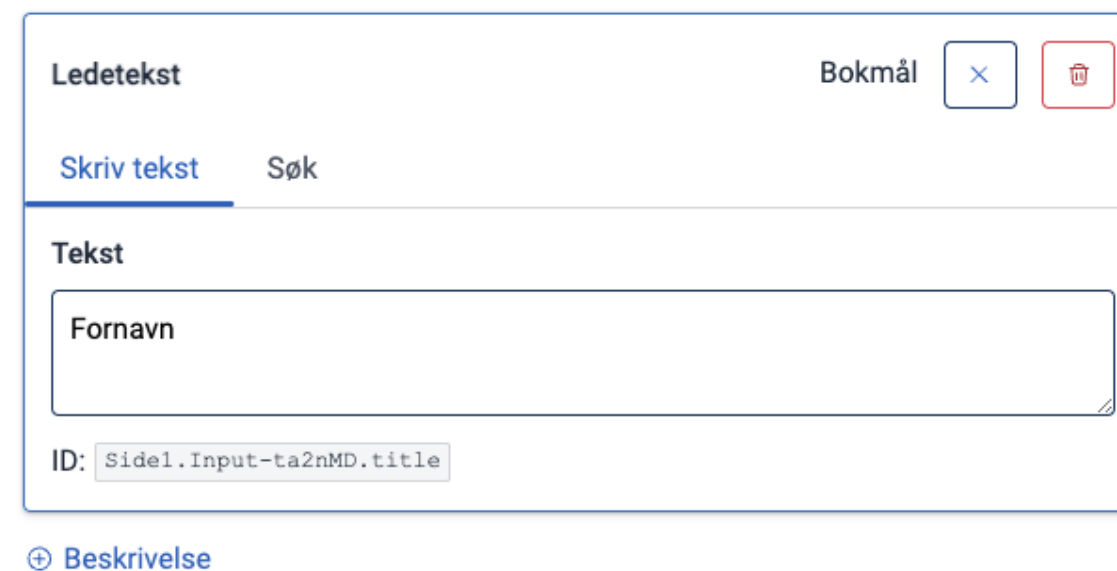 Ledetekst Bokmål
Skriv tekst Søk
Tekst
Fornavn
ID: Side1.Input-ta2nMD.title
Beskrivelse